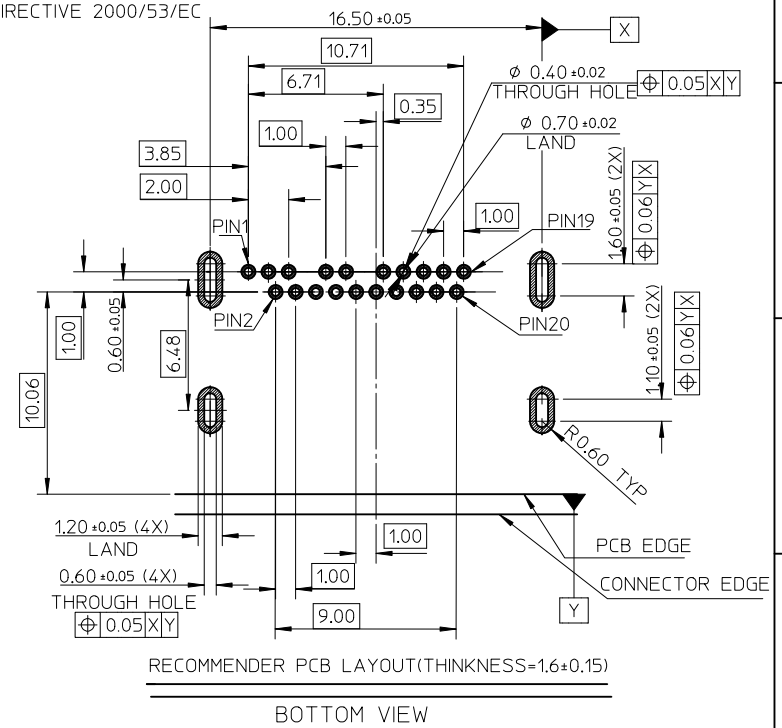 IRECTIVE 2000/53/EC
16.50 ±0.05
X
10.71
6.71
0.35
1.00
3.85
2.00
⌀ 0.40 ±0.02
THROUGH HOLE
⌖ 0.05 X Y
⌀ 0.70 ±0.02
LAND
1.00
PIN1
PIN19
1.60 ±0.05 (2X)
⌖ 0.06 Y X
PIN2
PIN20
1.00
0.60 ±0.05
6.48
10.06
1.10 ±0.05 (2X)
⌖ 0.06 Y X
R0.60 TYP
1.20 ±0.05 (4X)
LAND
0.60 ±0.05 (4X)
THROUGH HOLE
⌖ 0.05 X Y
1.00
1.00
9.00
PCB EDGE
CONNECTOR EDGE
Y
RECOMMENDER PCB LAYOUT(THINKNESS=1.6±0.15)
BOTTOM VIEW